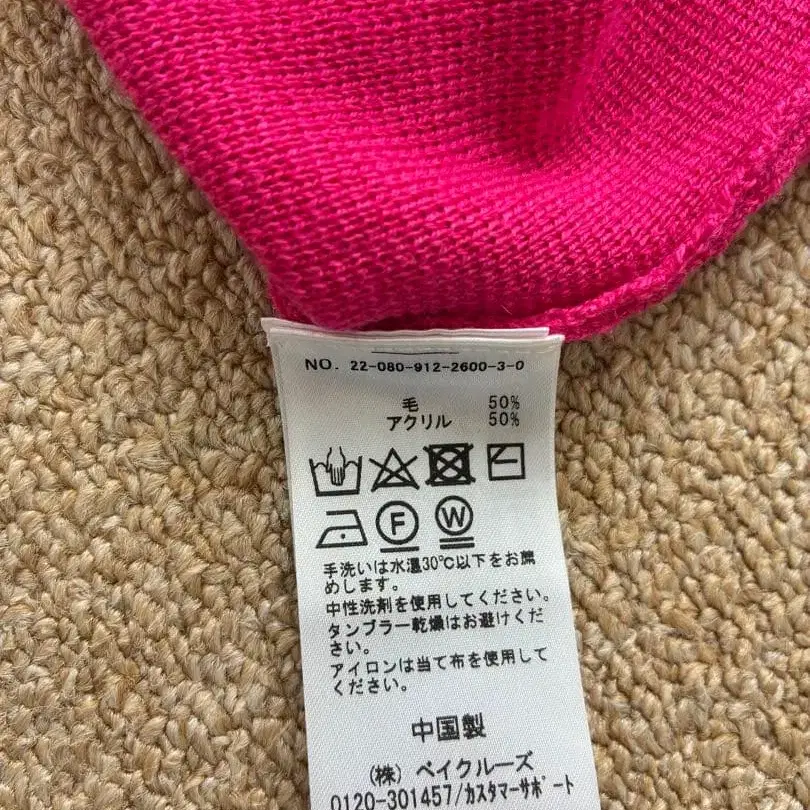 NO. 22-080-912-2600-3-0
毛 50%
アクリル 50%
F W
手洗いは水温30℃以下をお薦
めします。
中性洗剤を使用してください。
タンブラー乾燥はお避けくだ
さい。
アイロンは当て布を使用して
ください。
中国製
(株) ベイクルーズ
0120-301457/カスタマーサポート